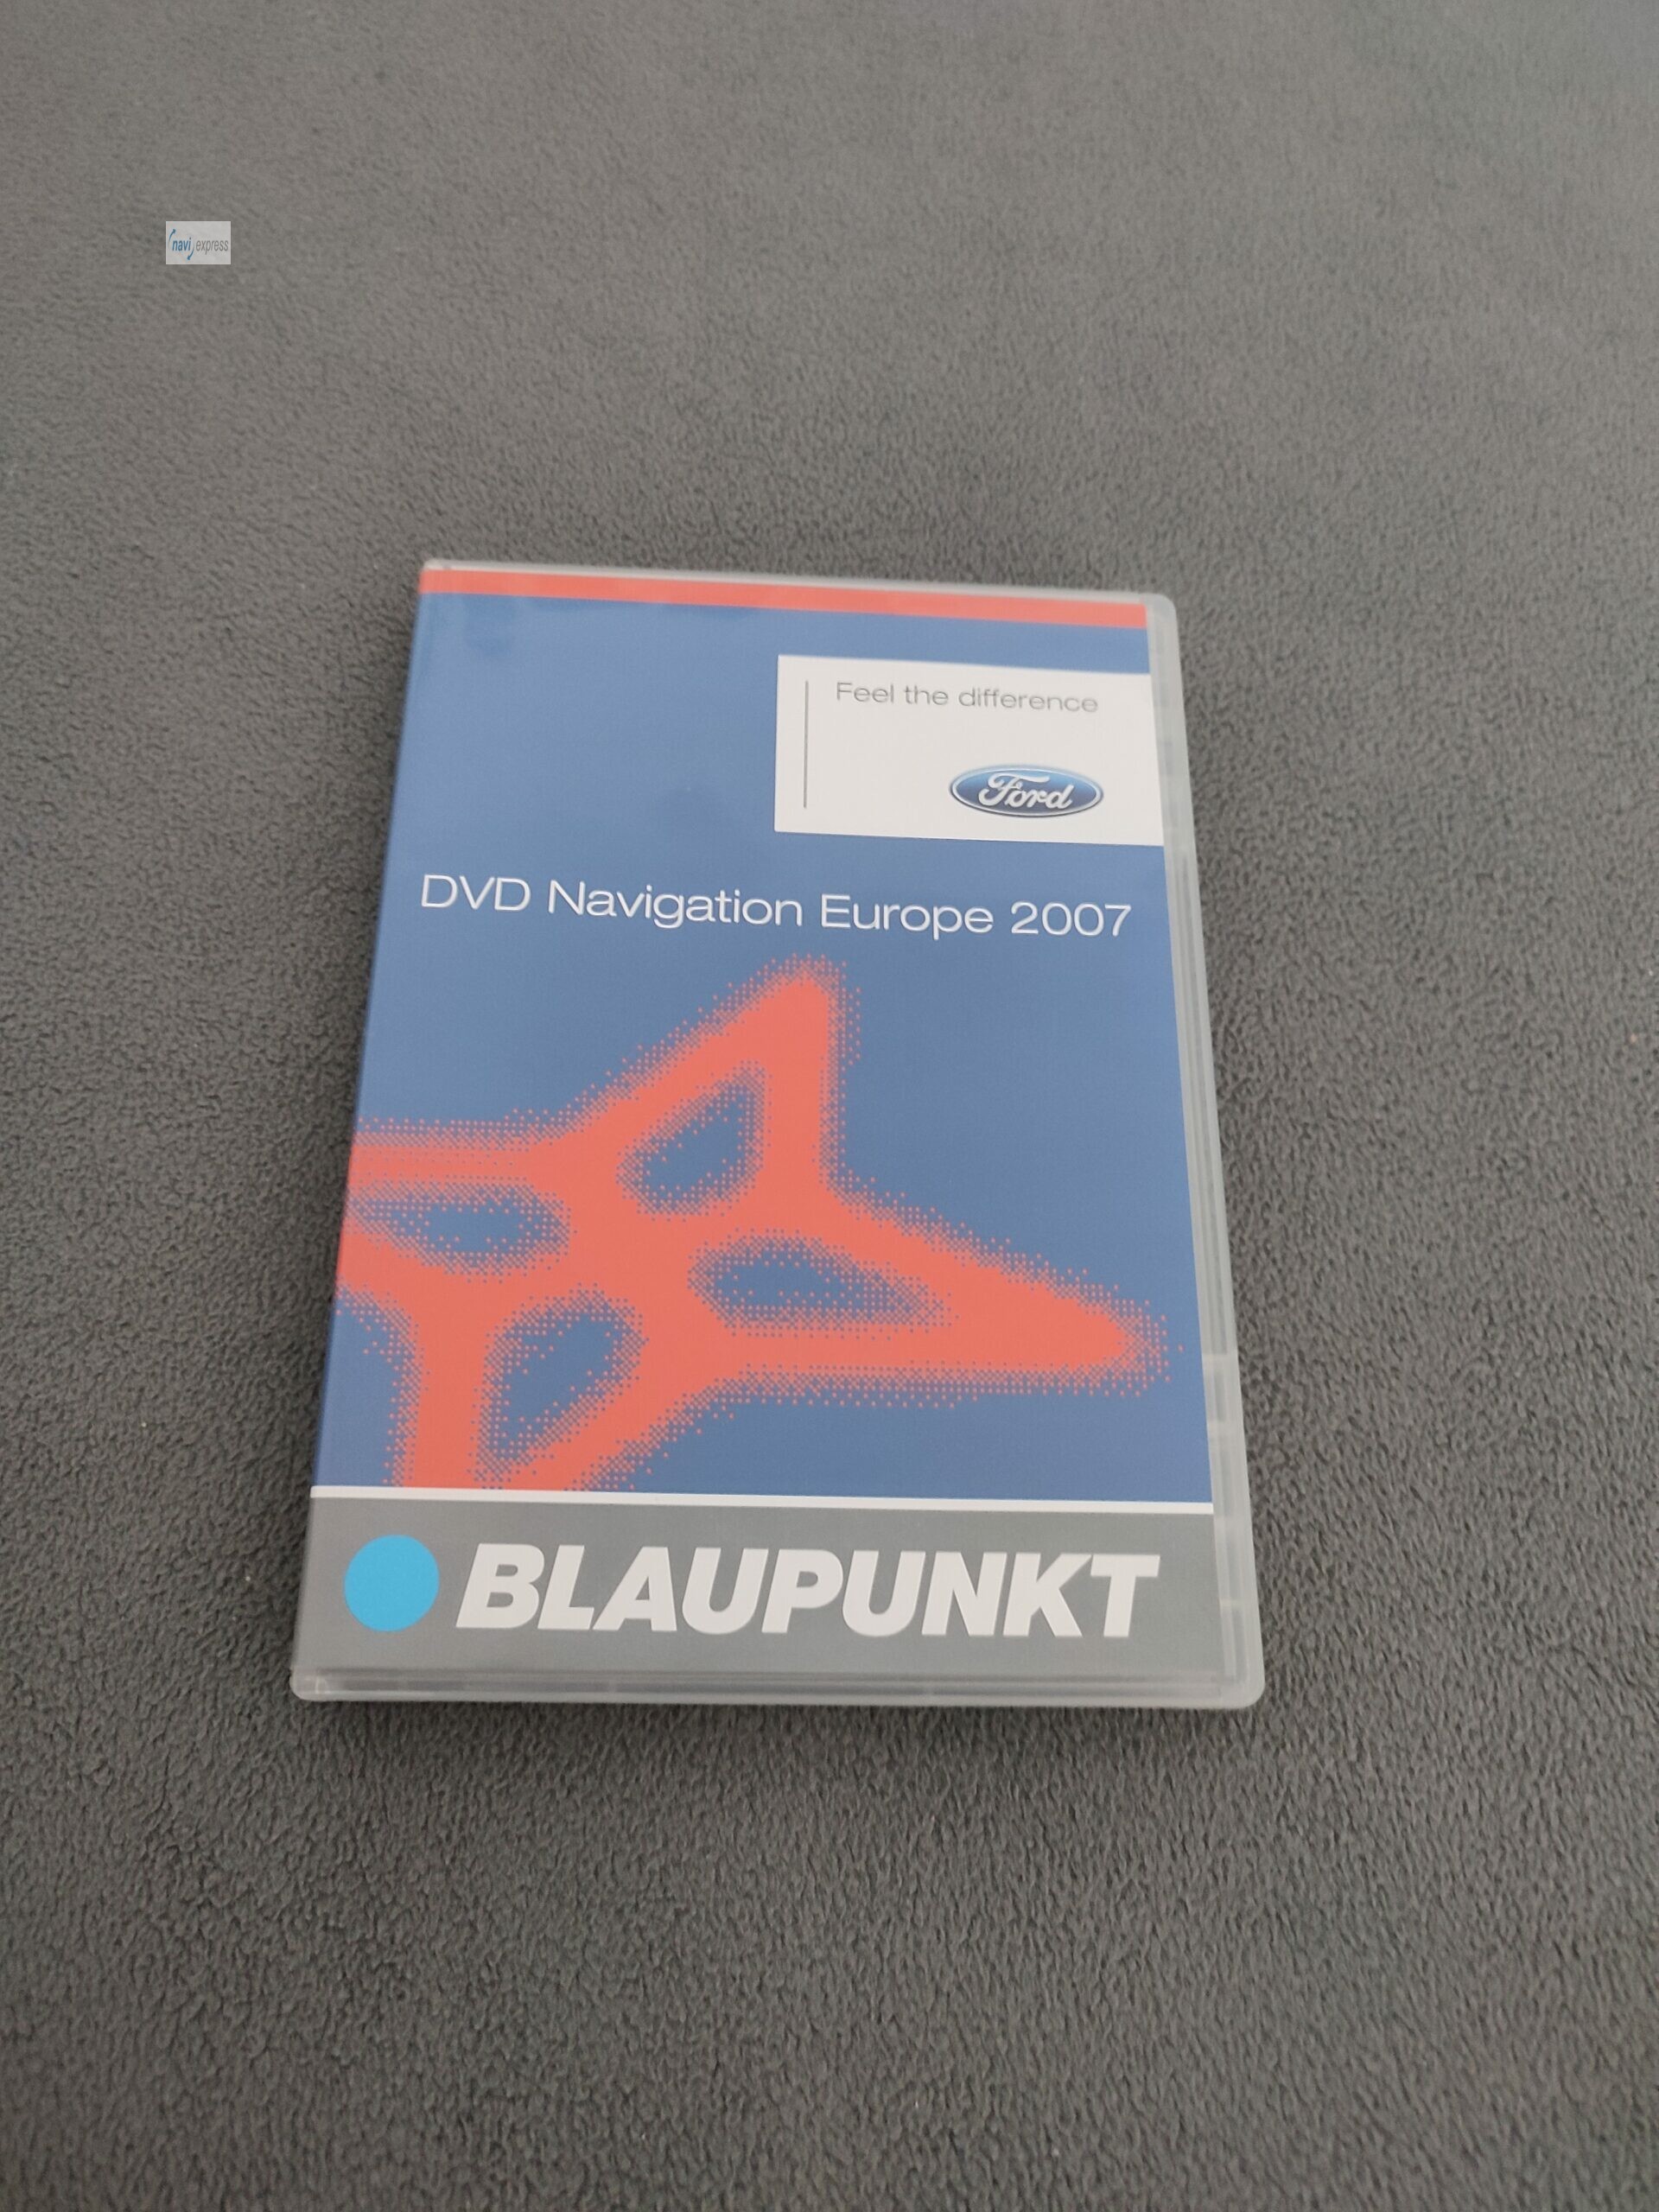 navi express
Feel the difference
Ford
DVD Navigation Europe 2007
BLAUPUNKT